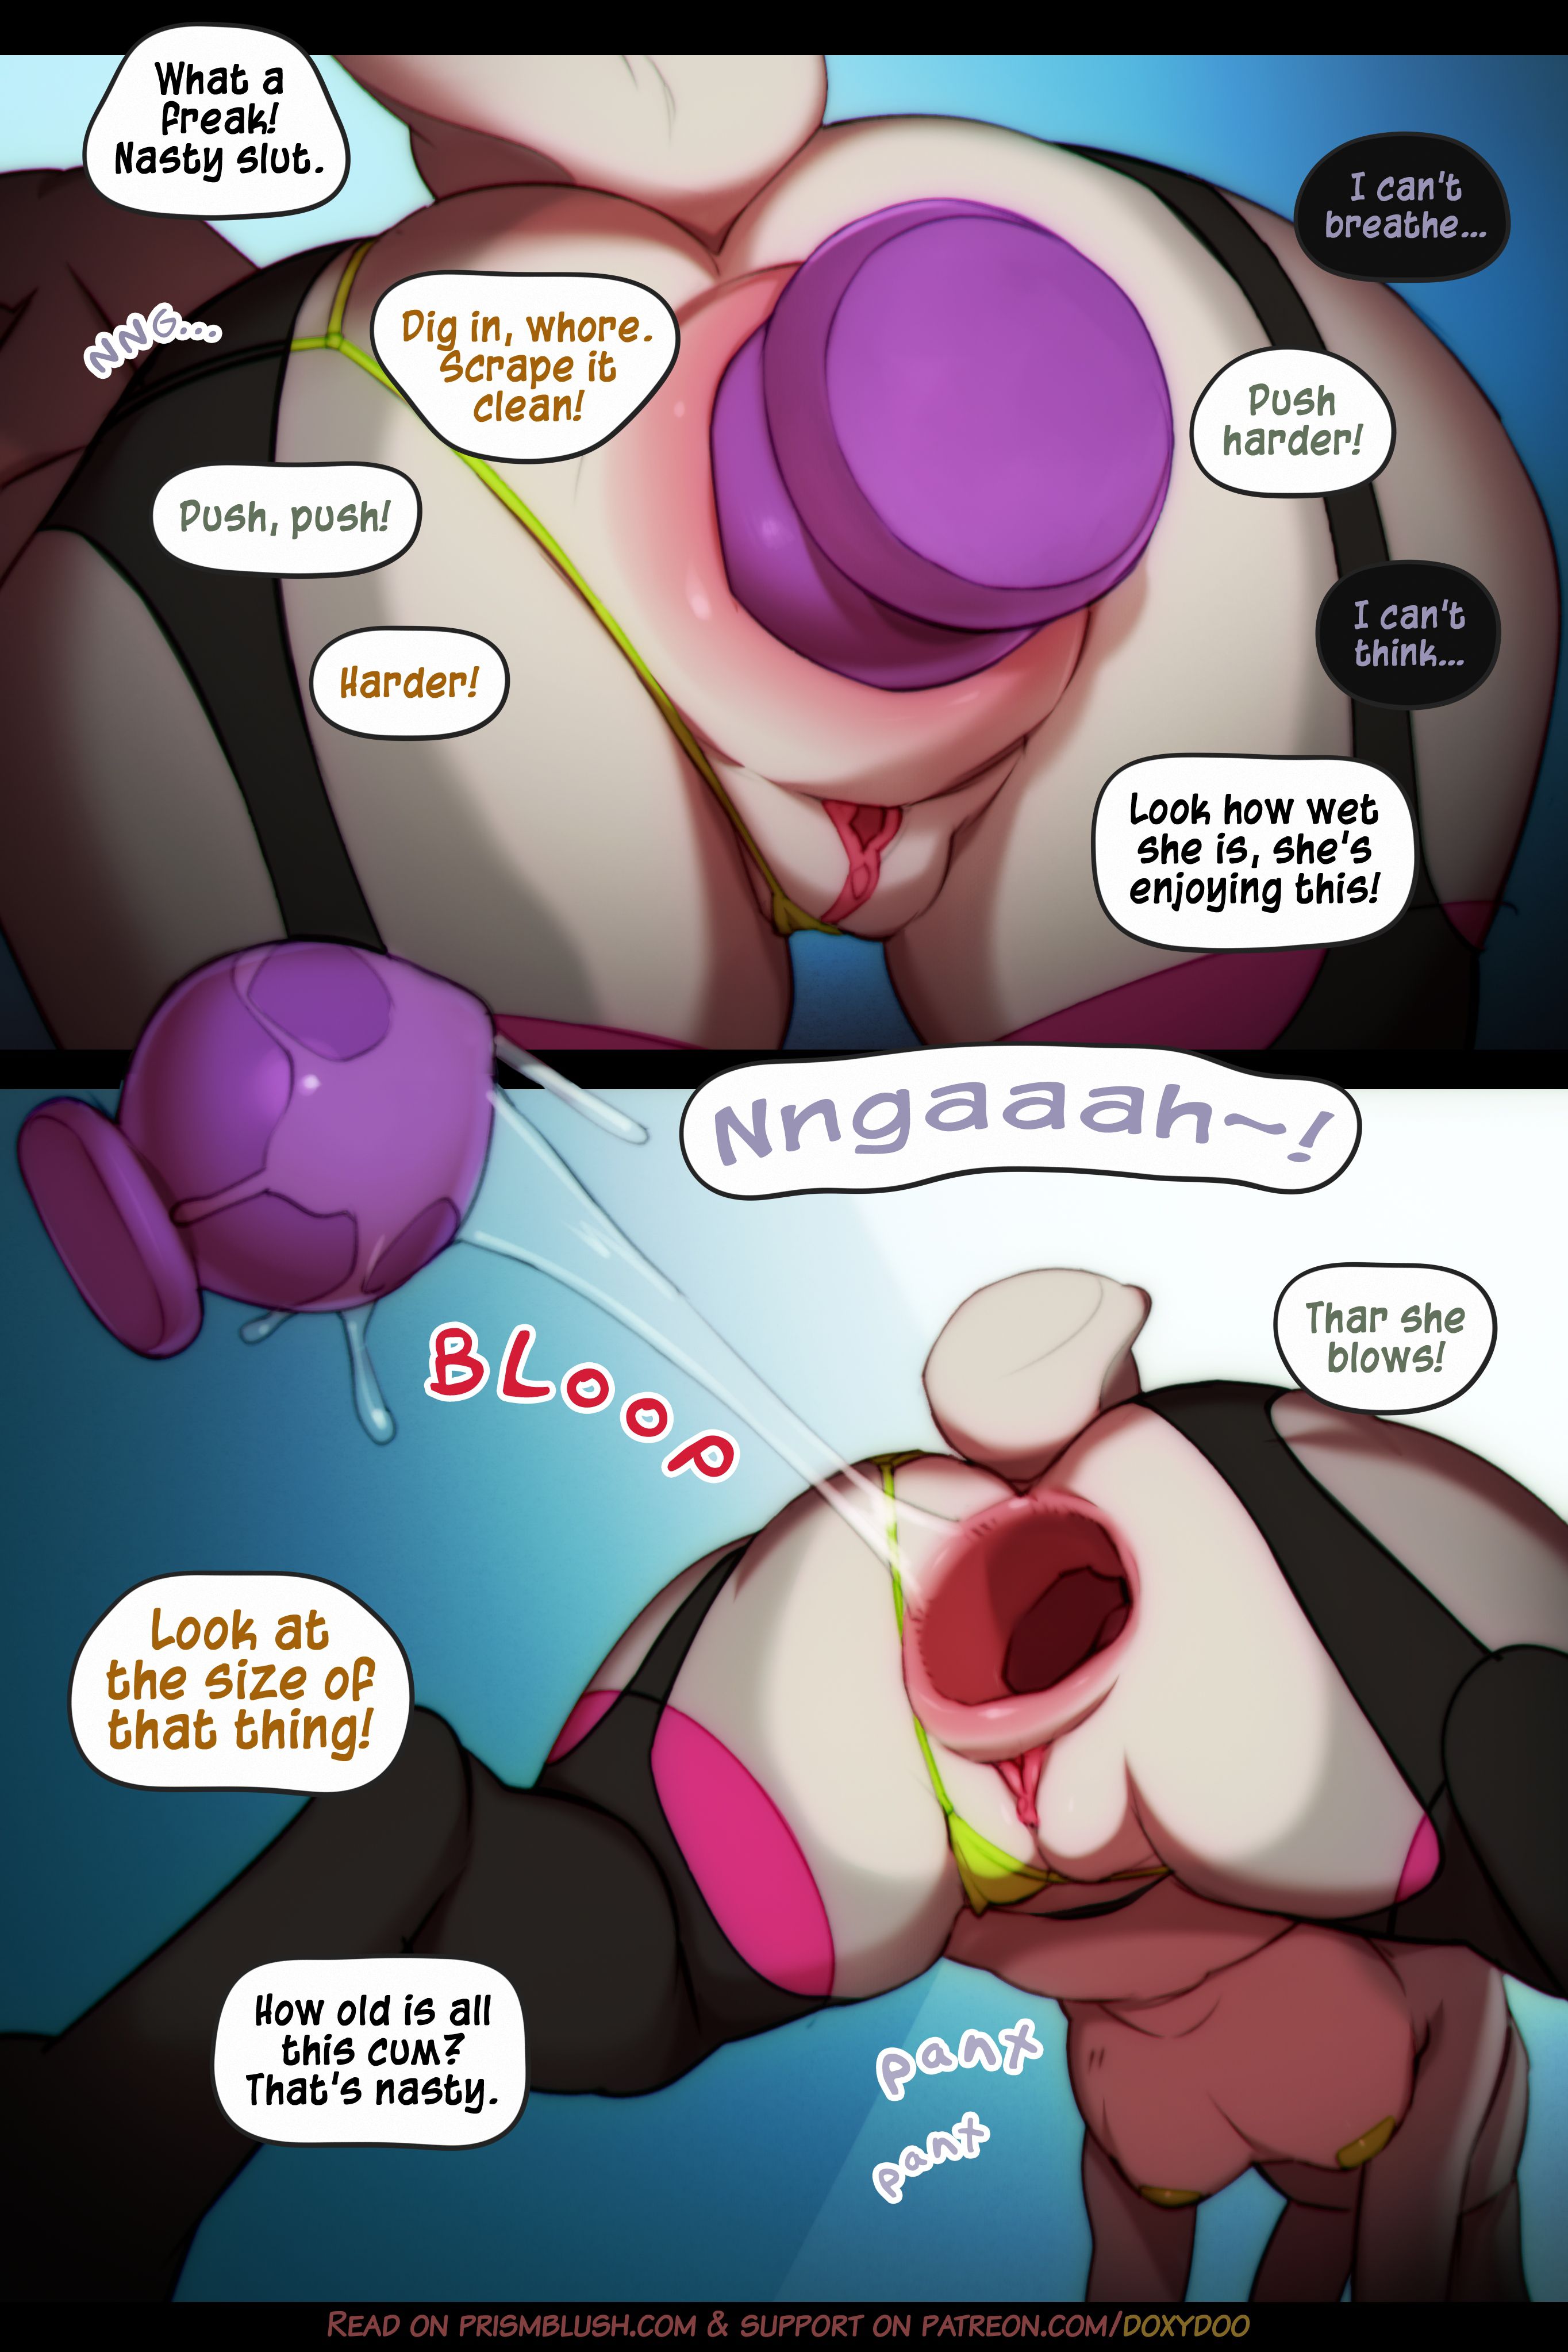 What a
freak!
Nasty slut.
I can't
breathe...
NNG...
Dig in, whore.
Scrape it
clean!
Push
harder!
Push, push!
I can't
think...
Harder!
Look how wet
she is, she's
enjoying this!
Nngaaah~!
Thar she
blows!
BLOOP
Look at
the size of
that thing!
How old is all
this cum?
That's nasty.
pant
pant
Read on prismblush.com & support on patreon.com/doxydoo